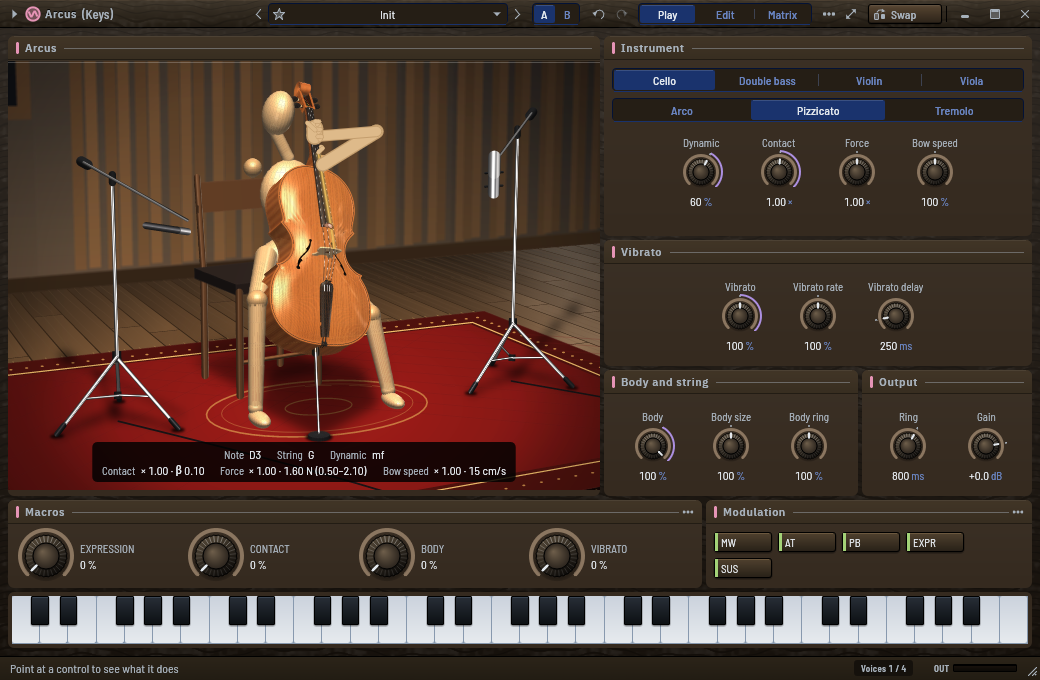 Arcus (Keys)
Init
A
B
Play
Edit
Matrix
Swap
Arcus
Note D3 String G Dynamic mf
Contact × 1.00 · β 0.10 Force × 1.00 · 1.60 N (0.50–2.10) Bow speed × 1.00 · 15 cm/s
Instrument
Cello Double bass Violin Viola
Arco Pizzicato Tremolo
Dynamic Contact Force Bow speed
60 % 1.00 × 1.00 × 100 %
Vibrato
Vibrato Vibrato rate Vibrato delay
100 % 100 % 250 ms
Body and string
Body Body size Body ring
100 % 100 % 100 %
Output
Ring Gain
800 ms +0.0 dB
Macros
EXPRESSION
0 %
CONTACT
0 %
BODY
0 %
VIBRATO
0 %
Modulation
MW AT PB EXPR
SUS
Point at a control to see what it does
Voices 1 / 4
OUT